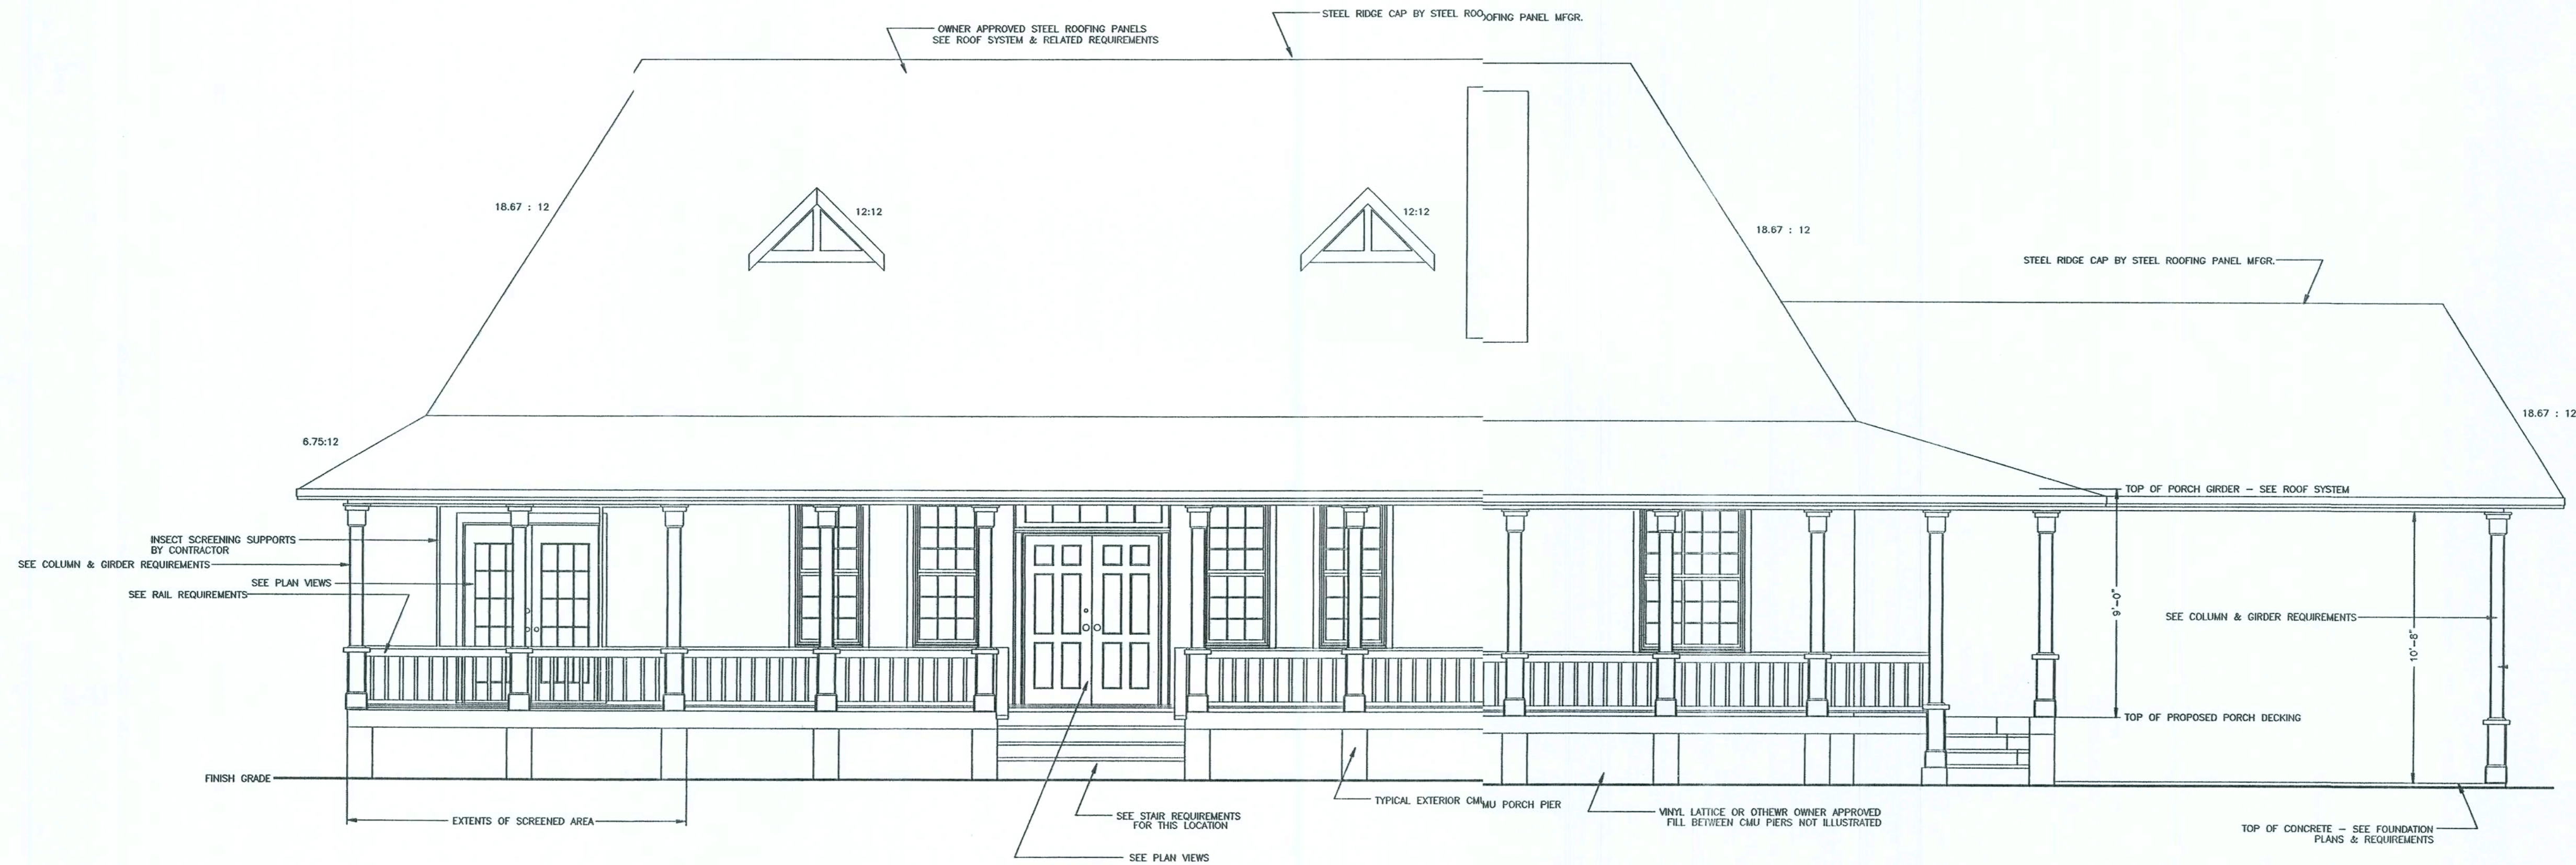 STEEL RIDGE CAP BY STEEL ROOOFING PANEL MFGR.
OWNER APPROVED STEEL ROOFING PANELS
SEE ROOF SYSTEM & RELATED REQUIREMENTS
18.67 : 12
12:12
12:12
18.67 : 12
STEEL RIDGE CAP BY STEEL ROOFING PANEL MFGR.
18.67 : 12
6.75:12
TOP OF PORCH GIRDER - SEE ROOF SYSTEM
INSECT SCREENING SUPPORTS
BY CONTRACTOR
SEE COLUMN & GIRDER REQUIREMENTS
SEE PLAN VIEWS
SEE RAIL REQUIREMENTS
9'-0"
SEE COLUMN & GIRDER REQUIREMENTS
10'-8"
TOP OF PROPOSED PORCH DECKING
FINISH GRADE
EXTENTS OF SCREENED AREA
SEE STAIR REQUIREMENTS
FOR THIS LOCATION
TYPICAL EXTERIOR CMUMU PORCH PIER
VINYL LATTICE OR OTHEWR OWNER APPROVED
FILL BETWEEN CMU PIERS NOT ILLUSTRATED
TOP OF CONCRETE - SEE FOUNDATION
PLANS & REQUIREMENTS
SEE PLAN VIEWS